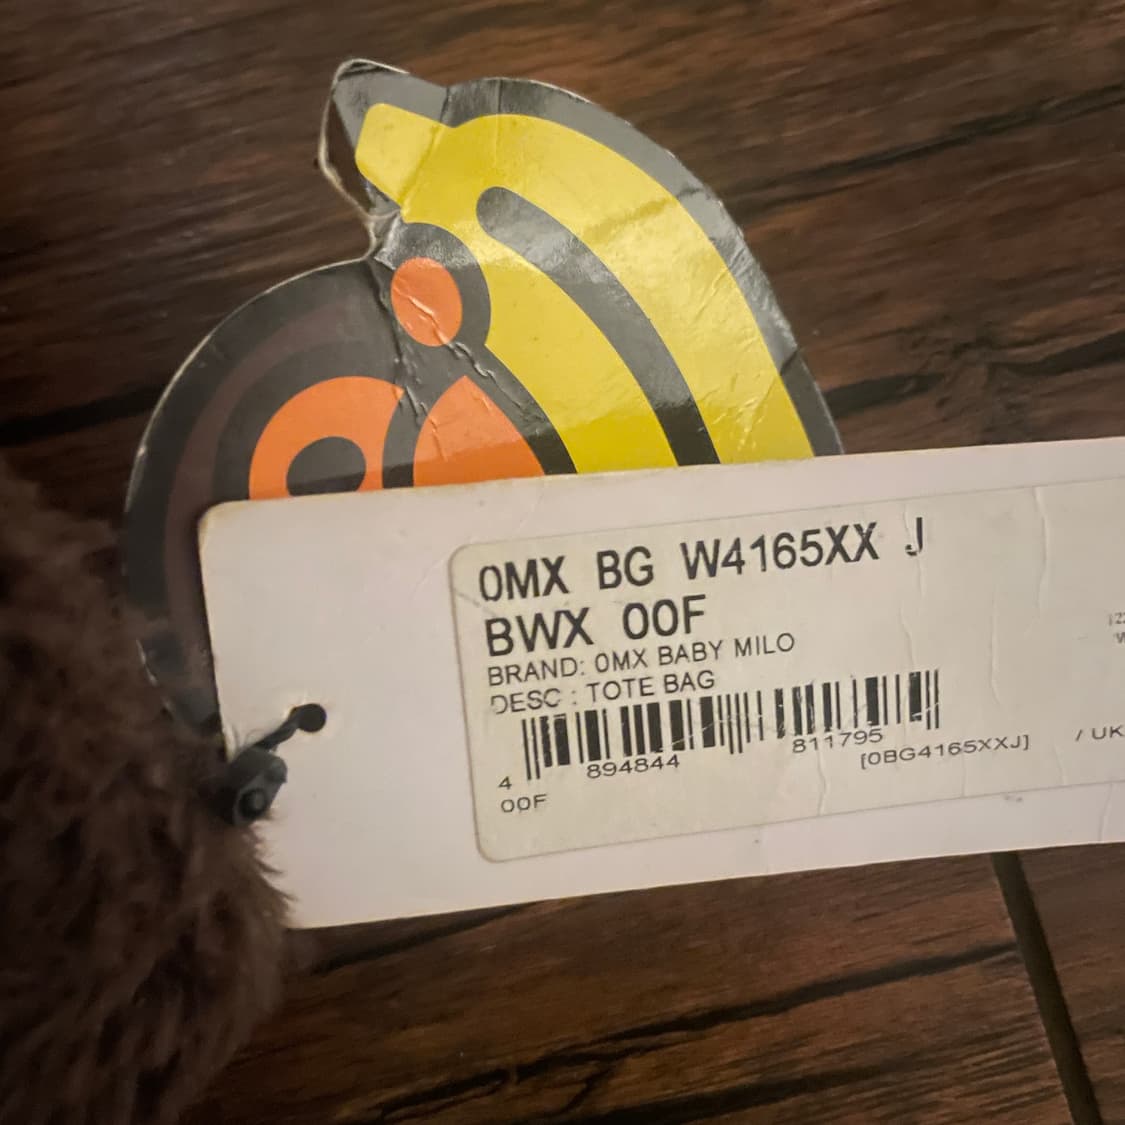 0MX BG W4165XX J
BWX 00F
BRAND: 0MX BABY MILO
DESC : TOTE BAG
4 894844 811795
00F
[0BG4165XXJ]
/ UK